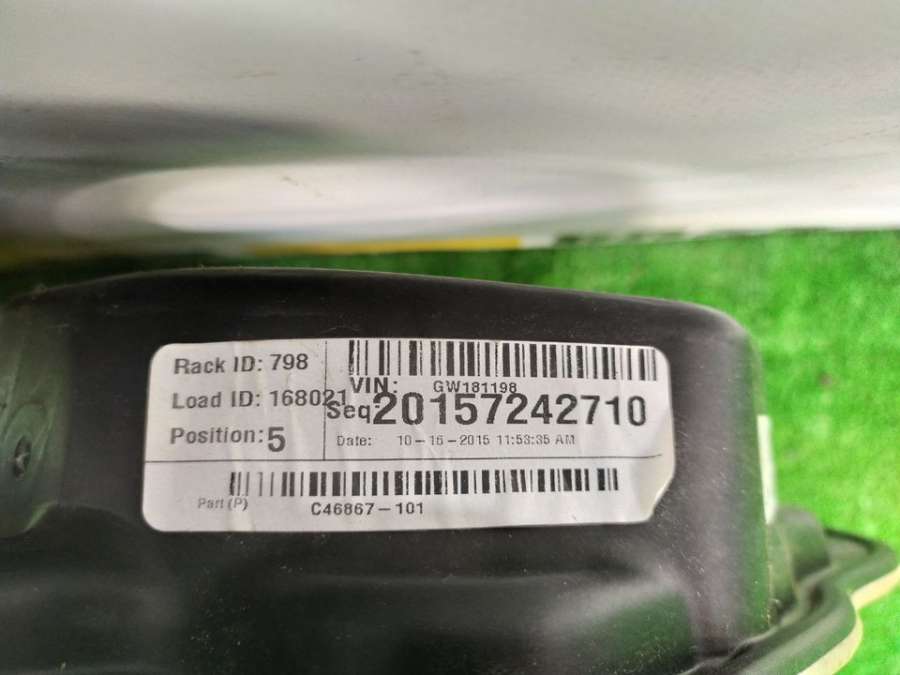 Rack ID: 798
Load ID: 168021
Position: 5
VIN: GW181198
Seq: 20157242710
Date: 10-16-2015 11:53:35 AM
Part (P) C46867-101